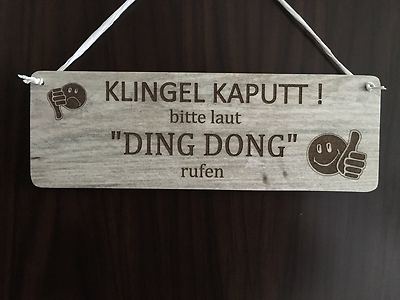 KLINGEL KAPUTT !
bitte laut
"DING DONG"
rufen